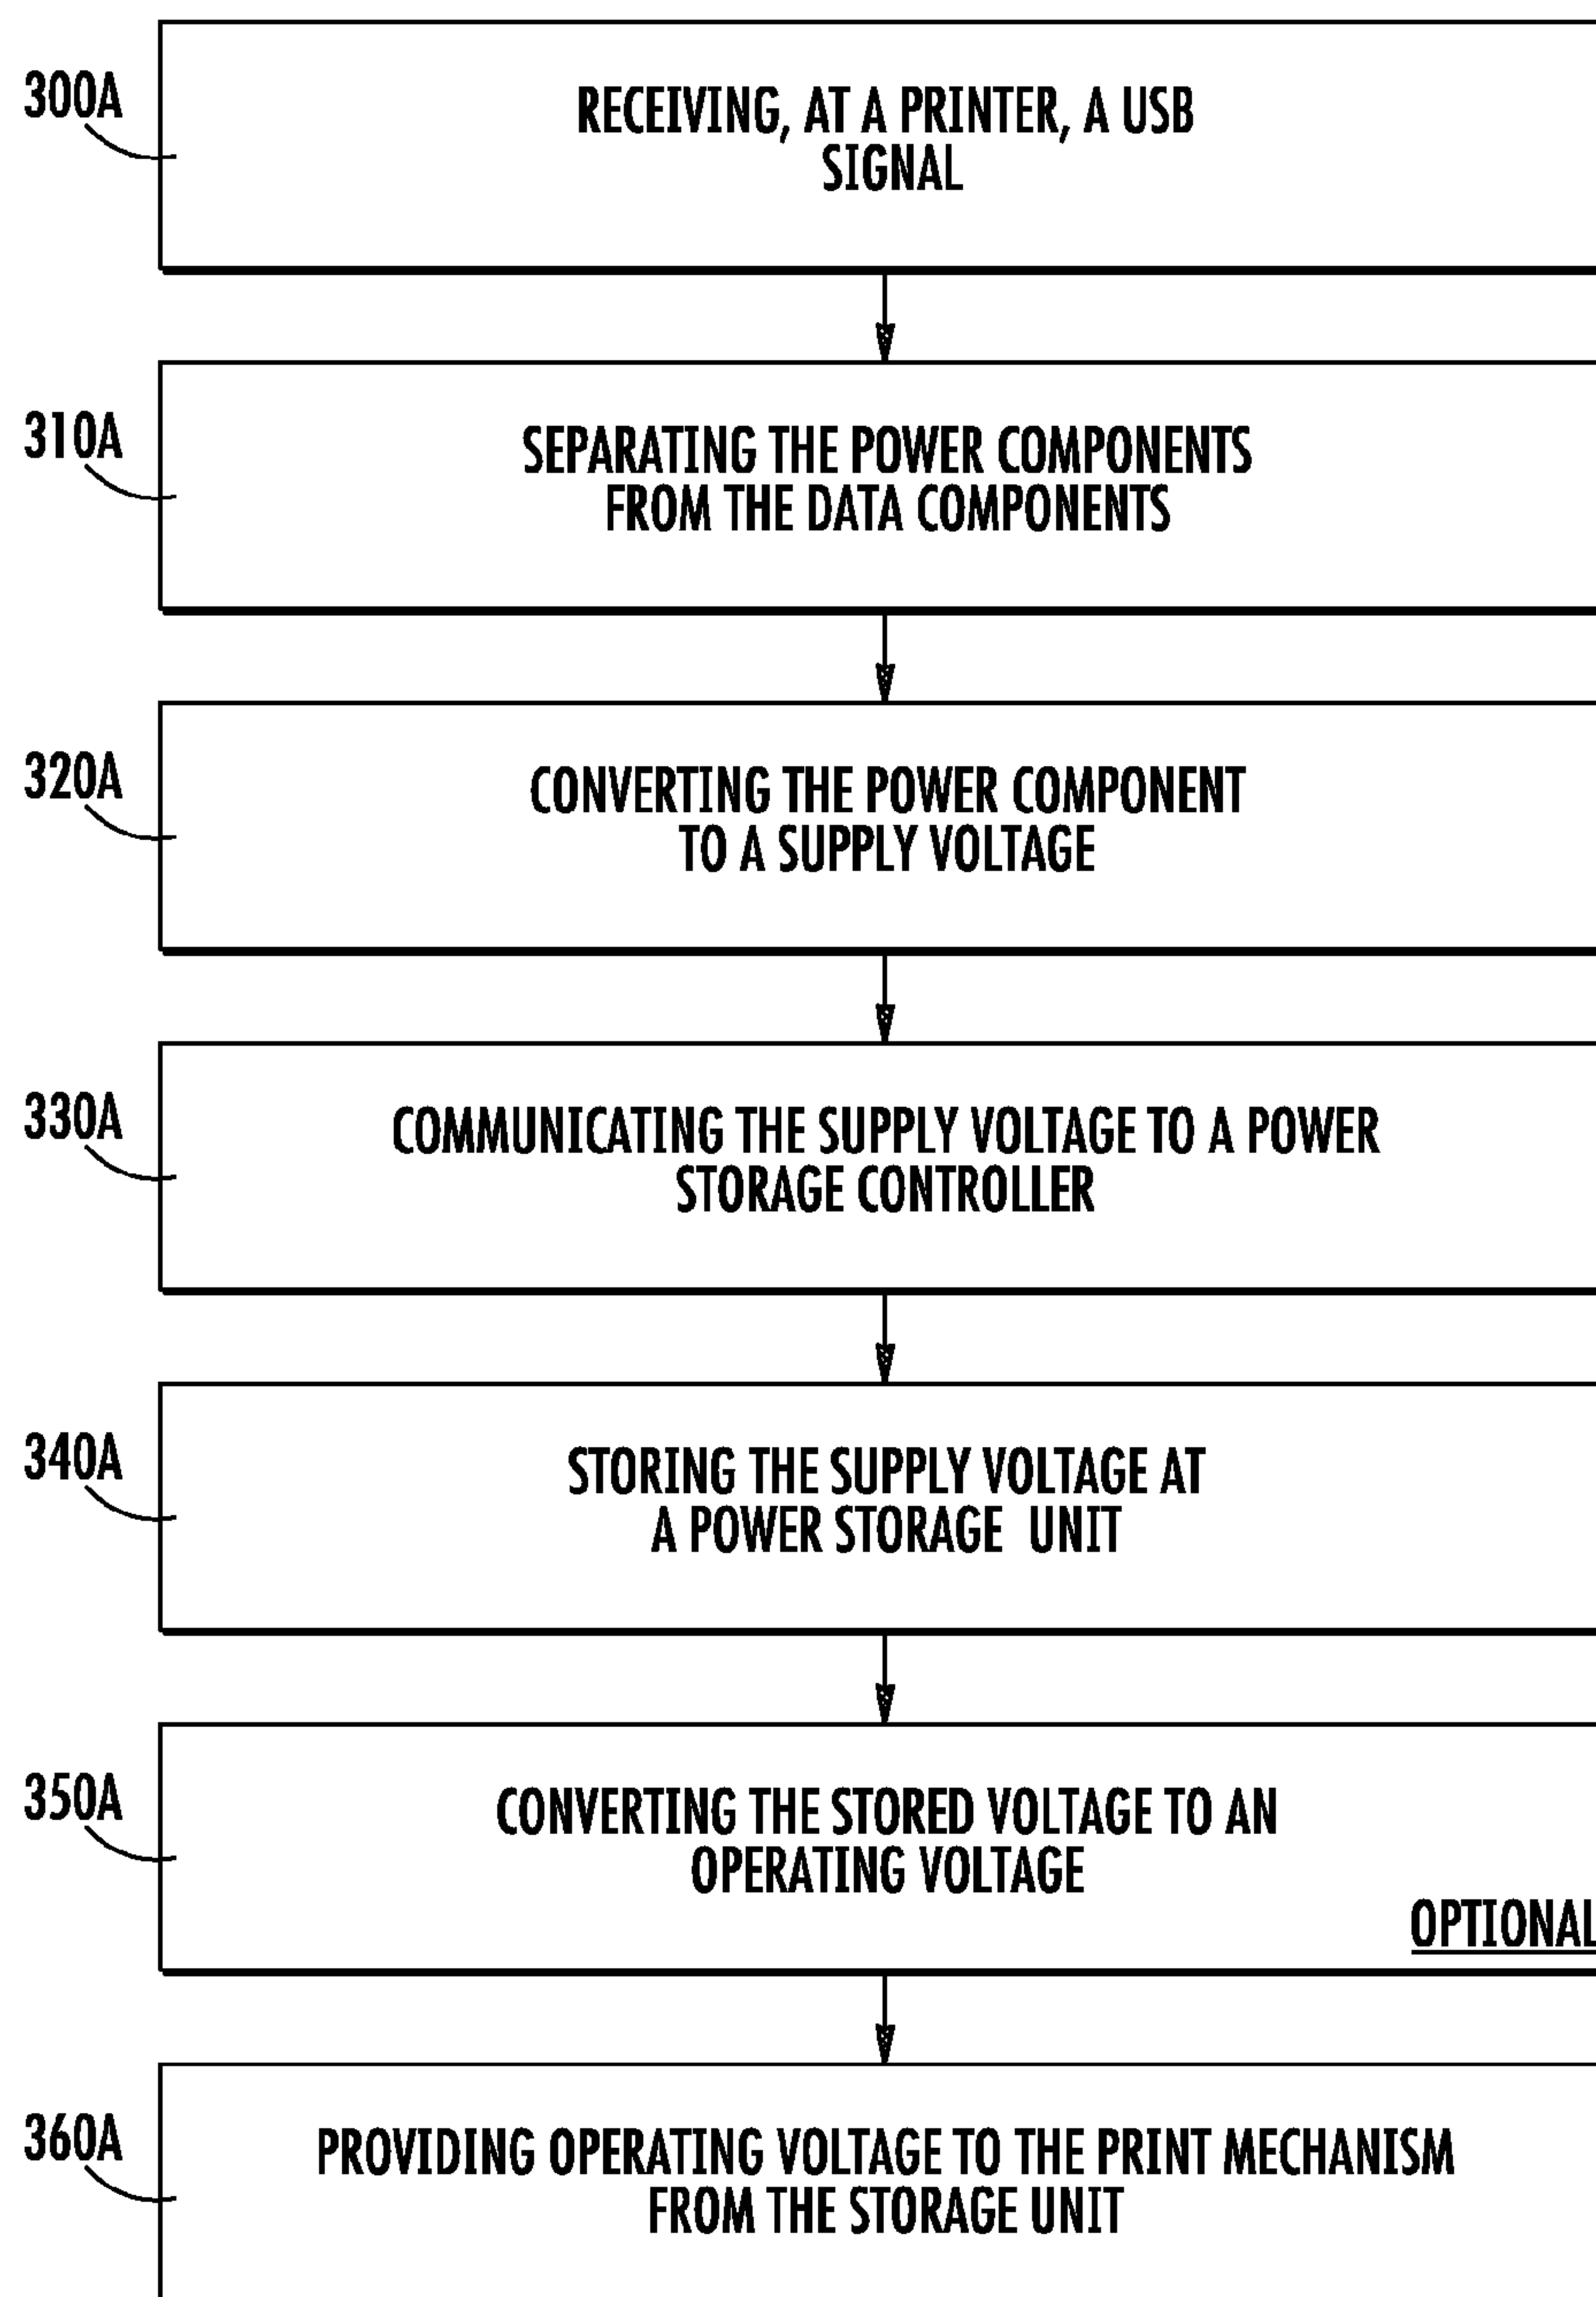 300A
RECEIVING, AT A PRINTER, A USB
SIGNAL
310A
SEPARATING THE POWER COMPONENTS
FROM THE DATA COMPONENTS
320A
CONVERTING THE POWER COMPONENT
TO A SUPPLY VOLTAGE
330A
COMMUNICATING THE SUPPLY VOLTAGE TO A POWER
STORAGE CONTROLLER
340A
STORING THE SUPPLY VOLTAGE AT
A POWER STORAGE UNIT
350A
CONVERTING THE STORED VOLTAGE TO AN
OPERATING VOLTAGE
OPTIONAL
360A
PROVIDING OPERATING VOLTAGE TO THE PRINT MECHANISM
FROM THE STORAGE UNIT